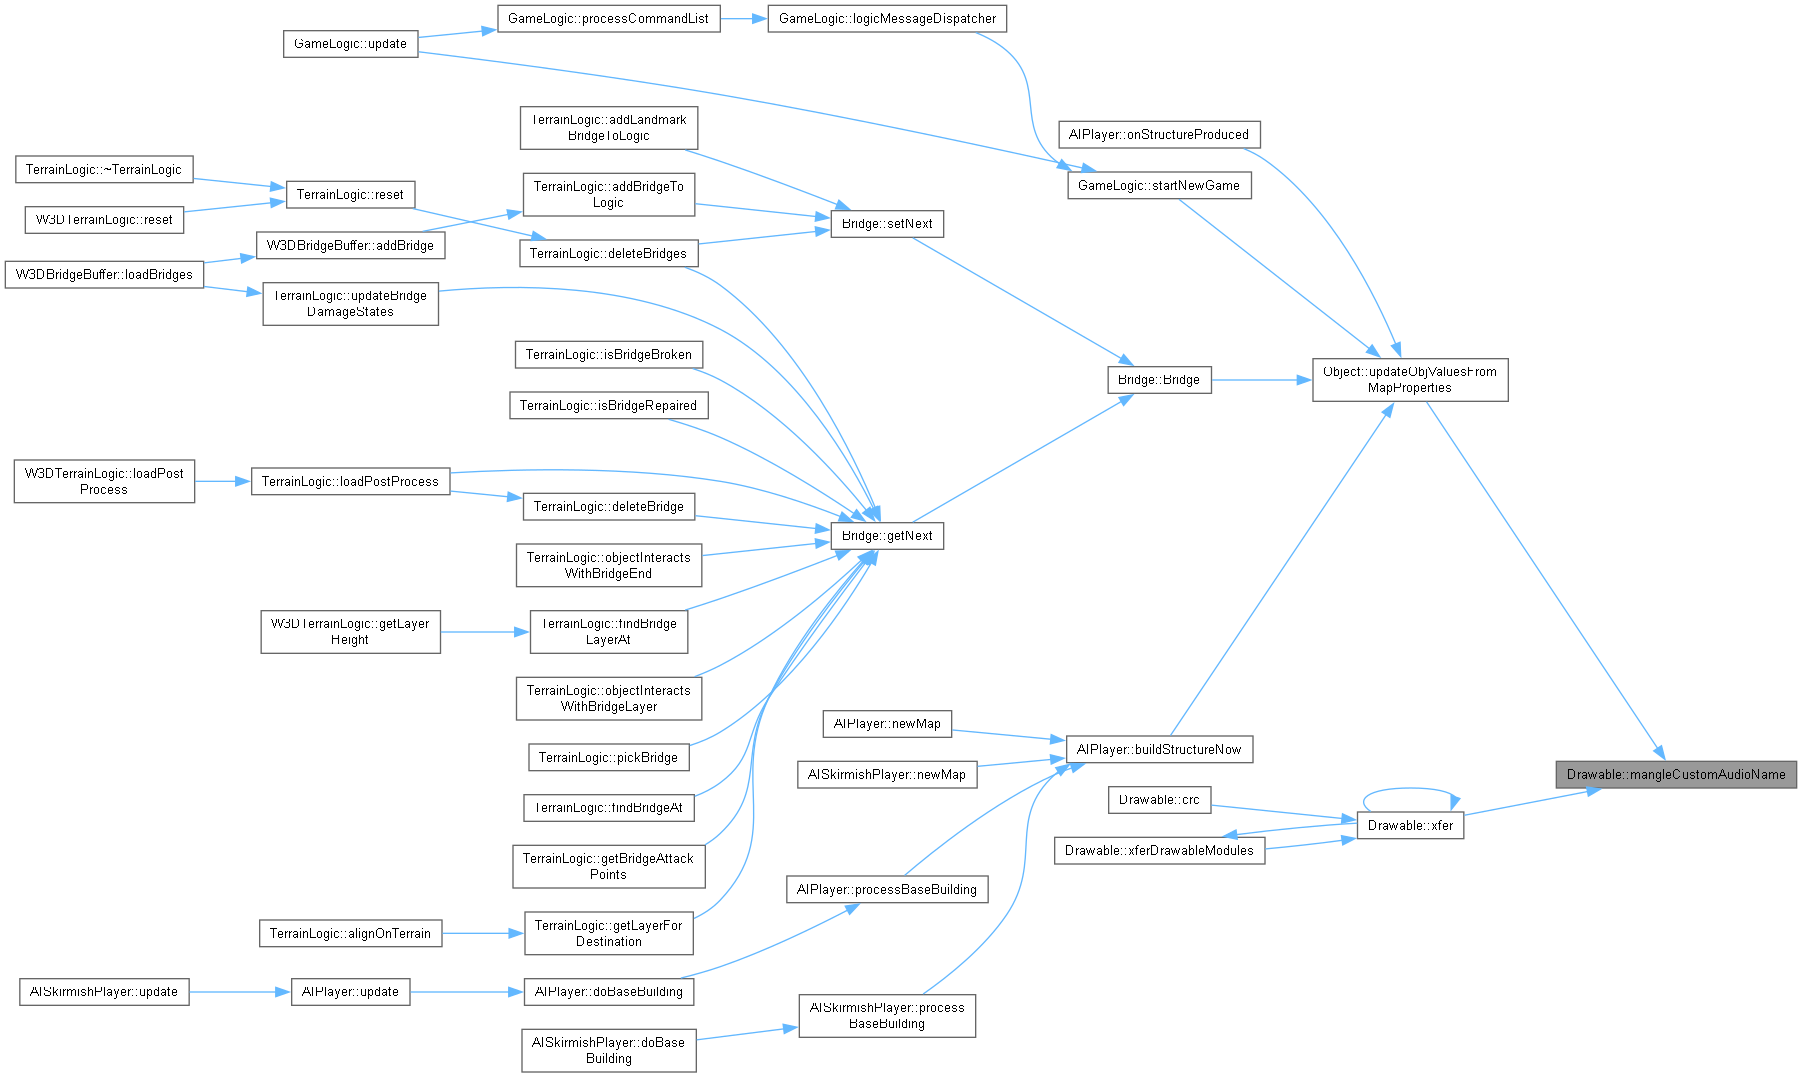 GameLogic::processCommandList
GameLogic::logicMessageDispatcher
GameLogic::update
TerrainLogic::addLandmark
BridgeToLogic
AIPlayer::onStructureProduced
TerrainLogic::~TerrainLogic
TerrainLogic::addBridgeTo
Logic
GameLogic::startNewGame
TerrainLogic::reset
W3DTerrainLogic::reset
Bridge::setNext
W3DBridgeBuffer::addBridge
TerrainLogic::deleteBridges
W3DBridgeBuffer::loadBridges
TerrainLogic::updateBridge
DamageStates
TerrainLogic::isBridgeBroken
Bridge::Bridge
Object::updateObjValuesFrom
MapProperties
TerrainLogic::isBridgeRepaired
W3DTerrainLogic::loadPost
Process
TerrainLogic::loadPostProcess
TerrainLogic::deleteBridge
Bridge::getNext
TerrainLogic::objectInteracts
WithBridgeEnd
W3DTerrainLogic::getLayer
Height
TerrainLogic::findBridge
LayerAt
TerrainLogic::objectInteracts
WithBridgeLayer
AIPlayer::newMap
AIPlayer::buildStructureNow
TerrainLogic::pickBridge
AISkirmishPlayer::newMap
Drawable::mangleCustomAudioName
Drawable::crc
TerrainLogic::findBridgeAt
Drawable::xfer
Drawable::xferDrawableModules
TerrainLogic::getBridgeAttack
Points
AIPlayer::processBaseBuilding
TerrainLogic::alignOnTerrain
TerrainLogic::getLayerFor
Destination
AISkirmishPlayer::update
AIPlayer::update
AIPlayer::doBaseBuilding
AISkirmishPlayer::process
BaseBuilding
AISkirmishPlayer::doBase
Building